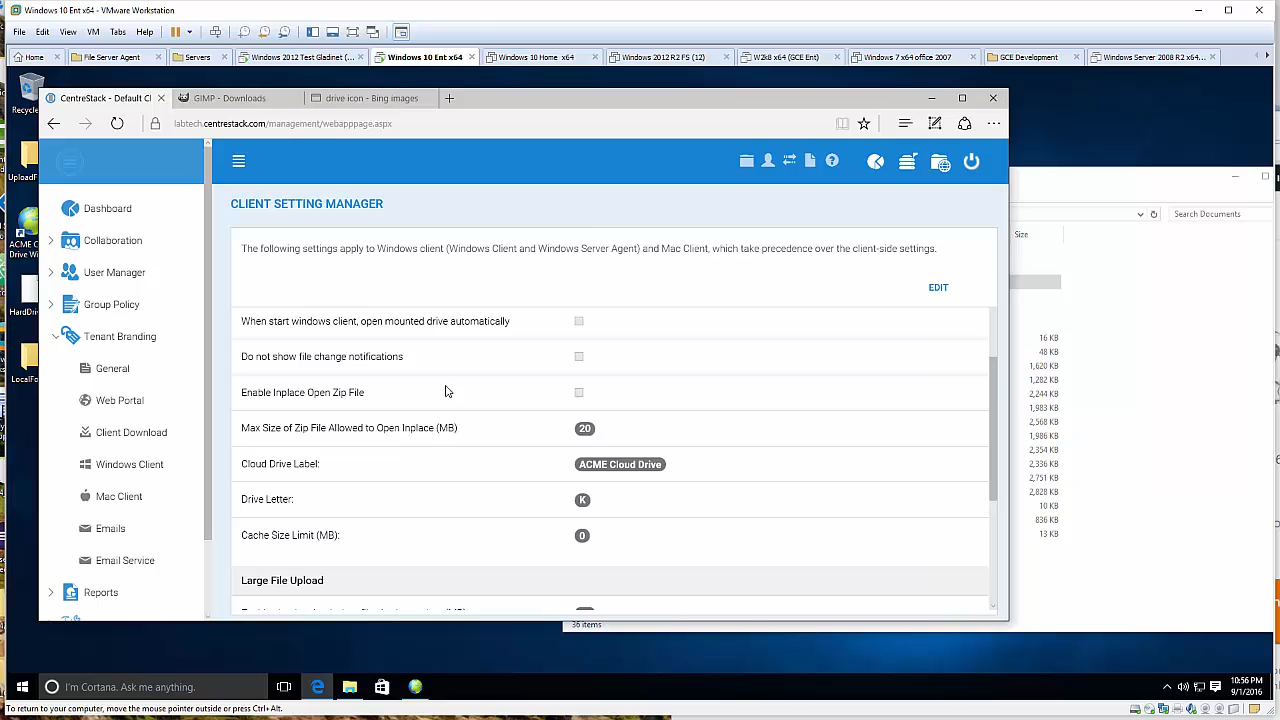 Windows 10 Ent x64 - VMware Workstation
File Edit View VM Tabs Help
Home File Server Agent Servers Windows 2012 Test Gladinet (... Windows 10 Ent x64 Windows 10 Home x64 Windows 2012 R2 FS (12) W2k8 x64 (GCE Ent) Windows 7 x64 office 2007 GCE Development Windows Server 2008 R2 x64...
Recycle
CentreStack - Default Cl GIMP - Downloads drive icon - Bing images
labtech.centrestack.com/management/webapppage.aspx
UploadF
ACME C
Drive Wi
HardDri
LocalFo
Dashboard
Collaboration
User Manager
Group Policy
Tenant Branding
General
Web Portal
Client Download
Windows Client
Mac Client
Emails
Email Service
Reports
CLIENT SETTING MANAGER
The following settings apply to Windows client (Windows Client and Windows Server Agent) and Mac Client, which take precedence over the client-side settings.
EDIT
When start windows client, open mounted drive automatically
Do not show file change notifications
Enable Inplace Open Zip File
Max Size of Zip File Allowed to Open Inplace (MB) 20
Cloud Drive Label: ACME Cloud Drive
Drive Letter: K
Cache Size Limit (MB): 0
Large File Upload
Search Documents
Size
16 KB
48 KB
1,620 KB
1,282 KB
2,244 KB
1,983 KB
2,568 KB
1,986 KB
2,354 KB
2,336 KB
2,751 KB
2,828 KB
10 KB
836 KB
13 KB
36 items
I'm Cortana. Ask me anything.
10:56 PM
9/1/2016
To return to your computer, move the mouse pointer outside or press Ctrl+Alt.